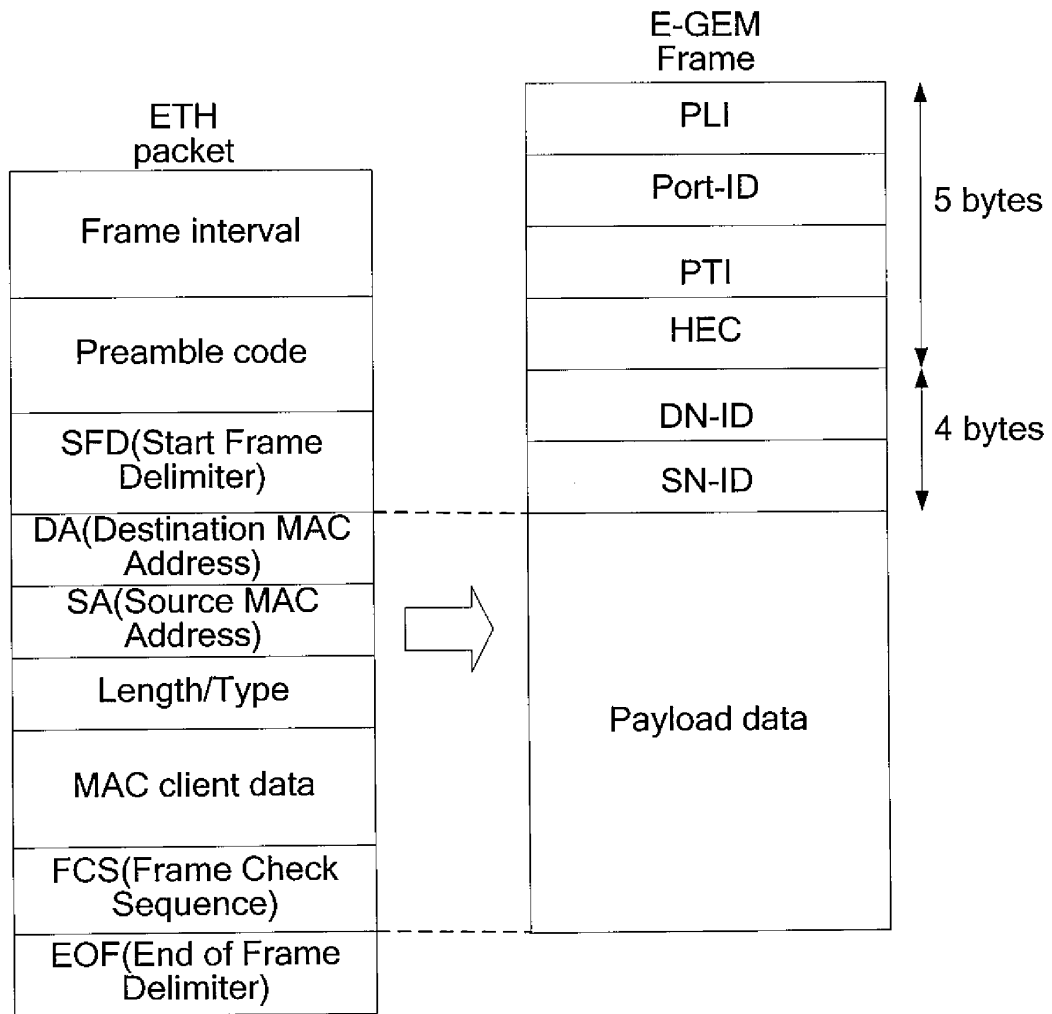 ETH
packet
Frame interval
Preamble code
SFD(Start Frame
Delimiter)
DA(Destination MAC
Address)
SA(Source MAC
Address)
Length/Type
MAC client data
FCS(Frame Check
Sequence)
EOF(End of Frame
Delimiter)
E-GEM
Frame
PLI
Port-ID
PTI
HEC
DN-ID
SN-ID
Payload data
5 bytes
4 bytes